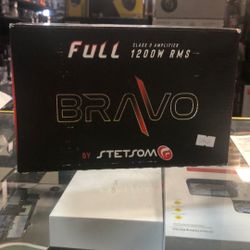 FULL
CLASS D AMPLIFIER
1200W RMS
BRAVO
BY STETSOM